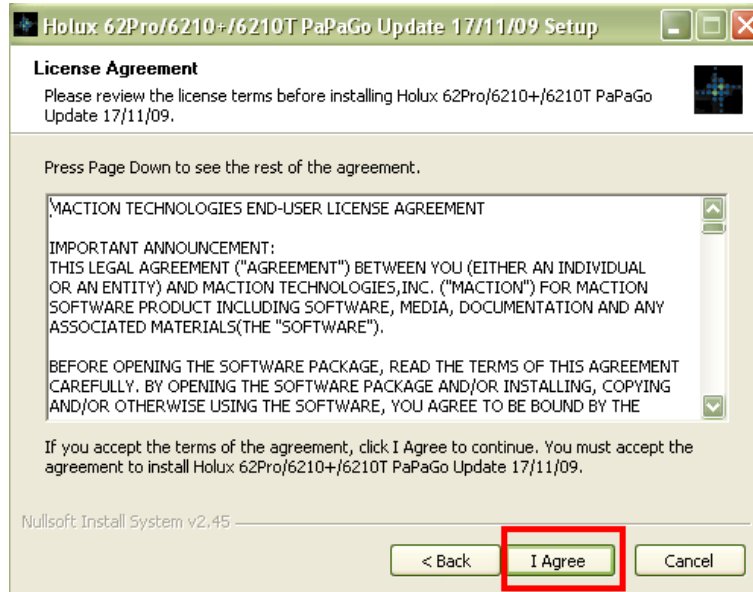 Holux 62Pro/6210+/6210T PaPaGo Update 17/11/09 Setup
License Agreement
Please review the license terms before installing Holux 62Pro/6210+/6210T PaPaGo
Update 17/11/09.
Press Page Down to see the rest of the agreement.
MACTION TECHNOLOGIES END-USER LICENSE AGREEMENT
IMPORTANT ANNOUNCEMENT:
THIS LEGAL AGREEMENT ("AGREEMENT") BETWEEN YOU (EITHER AN INDIVIDUAL
OR AN ENTITY) AND MACTION TECHNOLOGIES,INC. ("MACTION") FOR MACTION
SOFTWARE PRODUCT INCLUDING SOFTWARE, MEDIA, DOCUMENTATION AND ANY
ASSOCIATED MATERIALS(THE "SOFTWARE").
BEFORE OPENING THE SOFTWARE PACKAGE, READ THE TERMS OF THIS AGREEMENT
CAREFULLY. BY OPENING THE SOFTWARE PACKAGE AND/OR INSTALLING, COPYING
AND/OR OTHERWISE USING THE SOFTWARE, YOU AGREE TO BE BOUND BY THE
If you accept the terms of the agreement, click I Agree to continue. You must accept the
agreement to install Holux 62Pro/6210+/6210T PaPaGo Update 17/11/09.
Nullsoft Install System v2.45
< Back I Agree Cancel